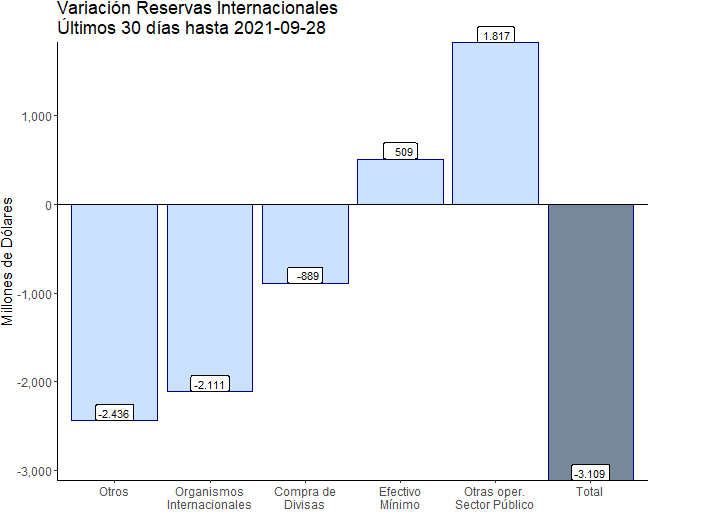 Variación Reservas Internacionales
Últimos 30 días hasta 2021-09-28
Millones de Dólares
1,000
0
-1,000
-2,000
-3,000
-2.436
-2.111
-889
509
1.817
-3.109
Otros
Organismos
Internacionales
Compra de
Divisas
Efectivo
Mínimo
Otras oper.
Sector Público
Total